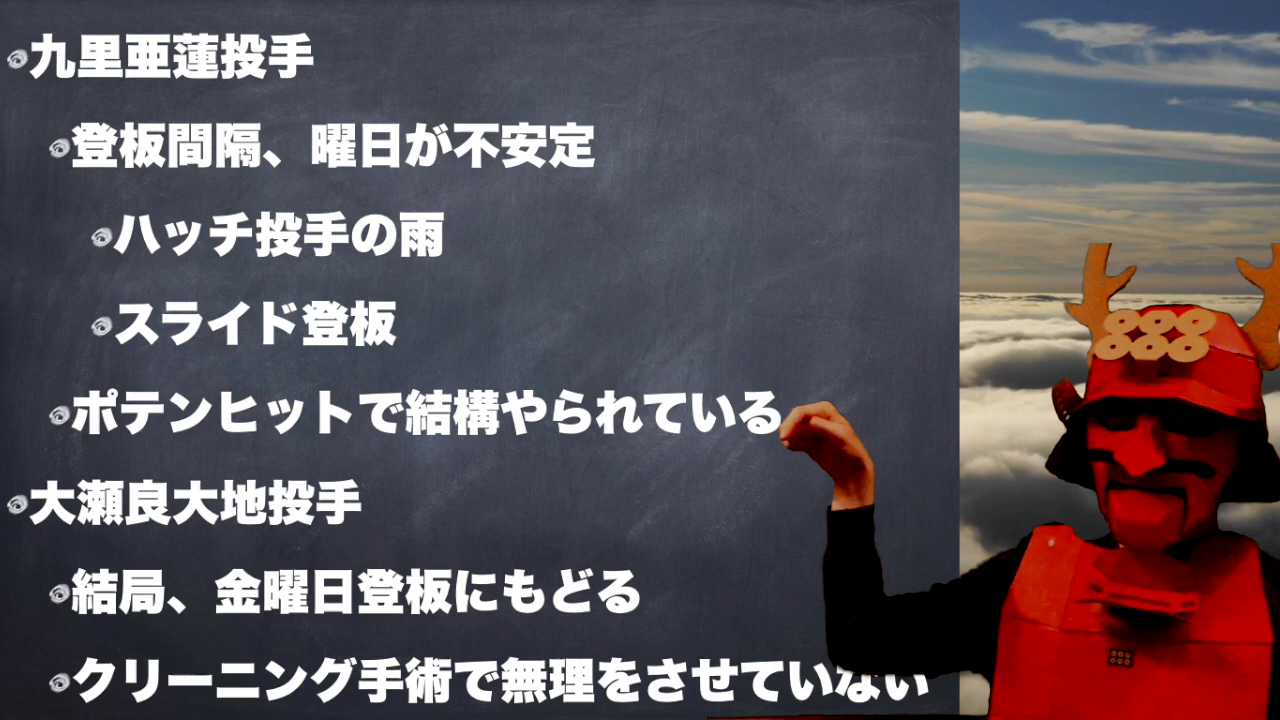 九里亜蓮投手
登板間隔、曜日が不安定
ハッチ投手の雨
スライド登板
ポテンヒットで結構やられている
大瀬良大地投手
結局、金曜日登板にもどる
クリーニング手術で無理をさせていない